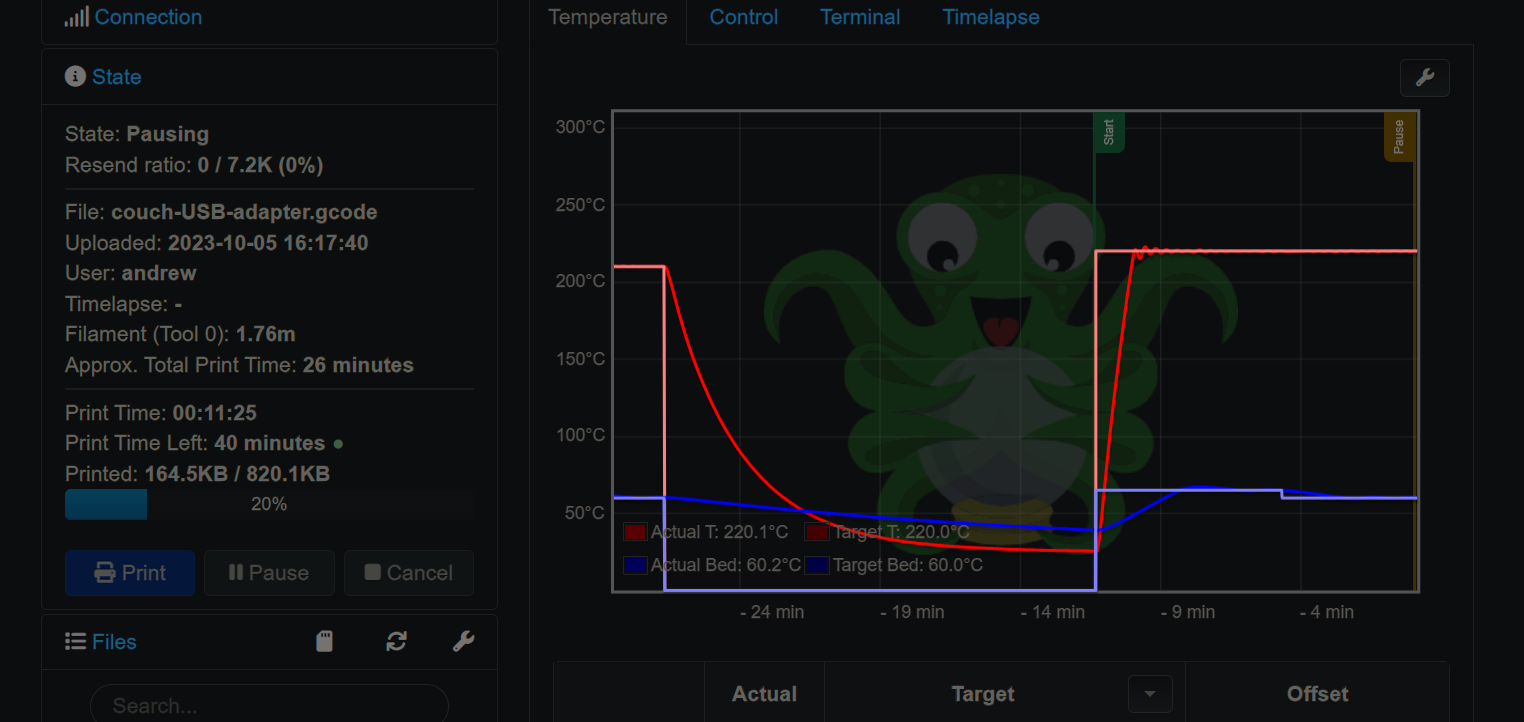 Connection
State
State: Pausing
Resend ratio: 0 / 7.2K (0%)
File: couch-USB-adapter.gcode
Uploaded: 2023-10-05 16:17:40
User: andrew
Timelapse: -
Filament (Tool 0): 1.76m
Approx. Total Print Time: 26 minutes
Print Time: 00:11:25
Print Time Left: 40 minutes
Printed: 164.5KB / 820.1KB
20%
Print Pause Cancel
Files
Search...
Temperature Control Terminal Timelapse
300°C
250°C
200°C
150°C
100°C
50°C
Start
Pause
Actual T: 220.1°C Target T: 220.0°C
Actual Bed: 60.2°C Target Bed: 60.0°C
- 24 min - 19 min - 14 min - 9 min - 4 min
Actual Target Offset